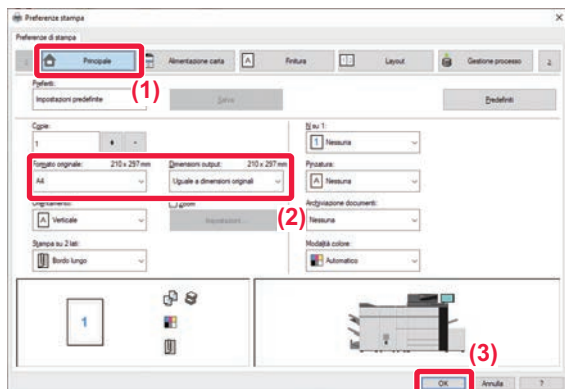 Preferenze stampa
Preferenze di stampa
Principale
Alimentazione carta
Finitura
Layout
Gestione processo
(1)
Preferiti:
Impostazioni predefinite
Salva
Predefiniti
Copie:
1
+ -
N su 1:
1 Nessuna
Formato originale: 210 x 297 mm
Dimensioni output: 210 x 297 mm
A4
Uguale a dimensioni originali
Pinzatura:
A Nessuna
(2)
Orientamento:
A Verticale
Zoom
Impostazioni...
Archiviazione documenti:
Nessuna
Stampa su 2 lati:
Bordo lungo
Modalità colore:
Automatico
1
(3)
OK
Annulla
?